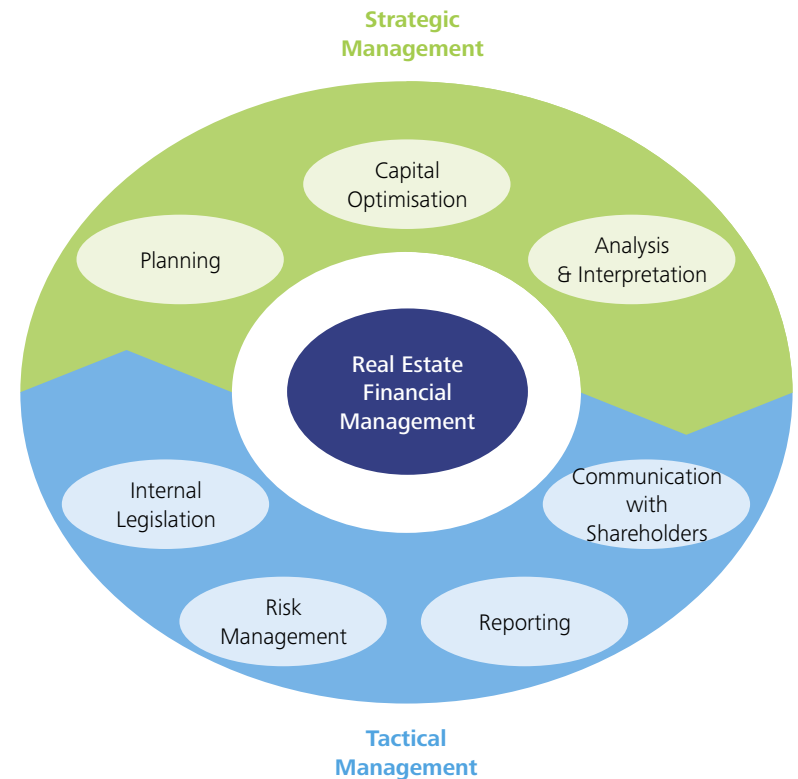 Strategic
Management
Capital
Optimisation
Planning
Analysis
& Interpretation
Real Estate
Financial
Management
Internal
Legislation
Communication
with
Shareholders
Risk
Management
Reporting
Tactical
Management